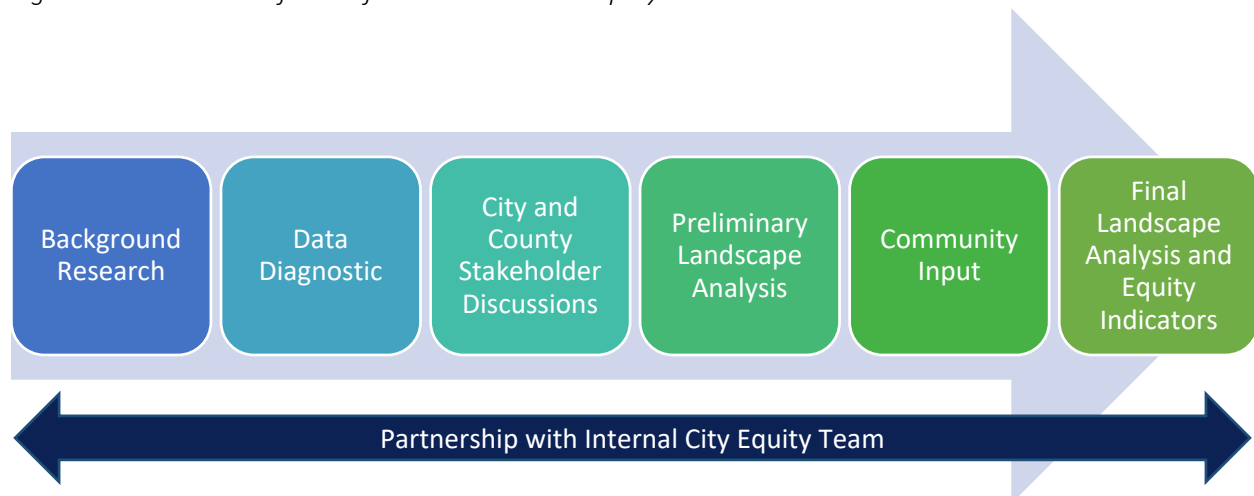 Background
Research
Data
Diagnostic
City and
County
Stakeholder
Discussions
Preliminary
Landscape
Analysis
Community
Input
Final
Landscape
Analysis and
Equity
Indicators
Partnership with Internal City Equity Team